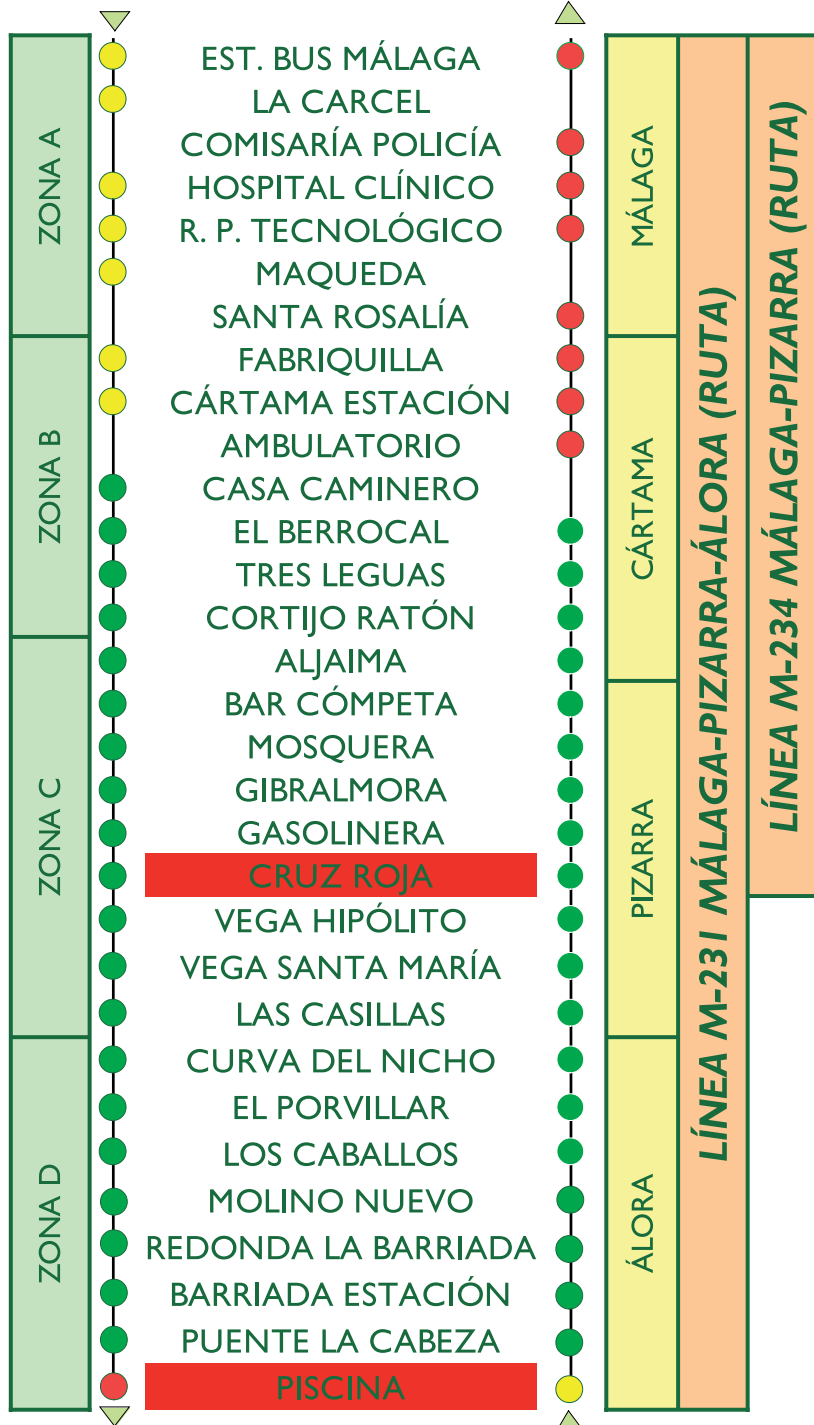 ZONA A
ZONA B
ZONA C
ZONA D
EST. BUS MÁLAGA
LA CARCEL
COMISARÍA POLICÍA
HOSPITAL CLÍNICO
R. P. TECNOLÓGICO
MAQUEDA
SANTA ROSALÍA
FABRIQUILLA
CÁRTAMA ESTACIÓN
AMBULATORIO
CASA CAMINERO
EL BERROCAL
TRES LEGUAS
CORTIJO RATÓN
ALJAIMA
BAR CÓMPETA
MOSQUERA
GIBRALMORA
GASOLINERA
CRUZ ROJA
VEGA HIPÓLITO
VEGA SANTA MARÍA
LAS CASILLAS
CURVA DEL NICHO
EL PORVILLAR
LOS CABALLOS
MOLINO NUEVO
REDONDA LA BARRIADA
BARRIADA ESTACIÓN
PUENTE LA CABEZA
PISCINA
MÁLAGA
CÁRTAMA
PIZARRA
ÁLORA
LÍNEA M-231 MÁLAGA-PIZARRA-ÁLORA (RUTA)
LÍNEA M-234 MÁLAGA-PIZARRA (RUTA)